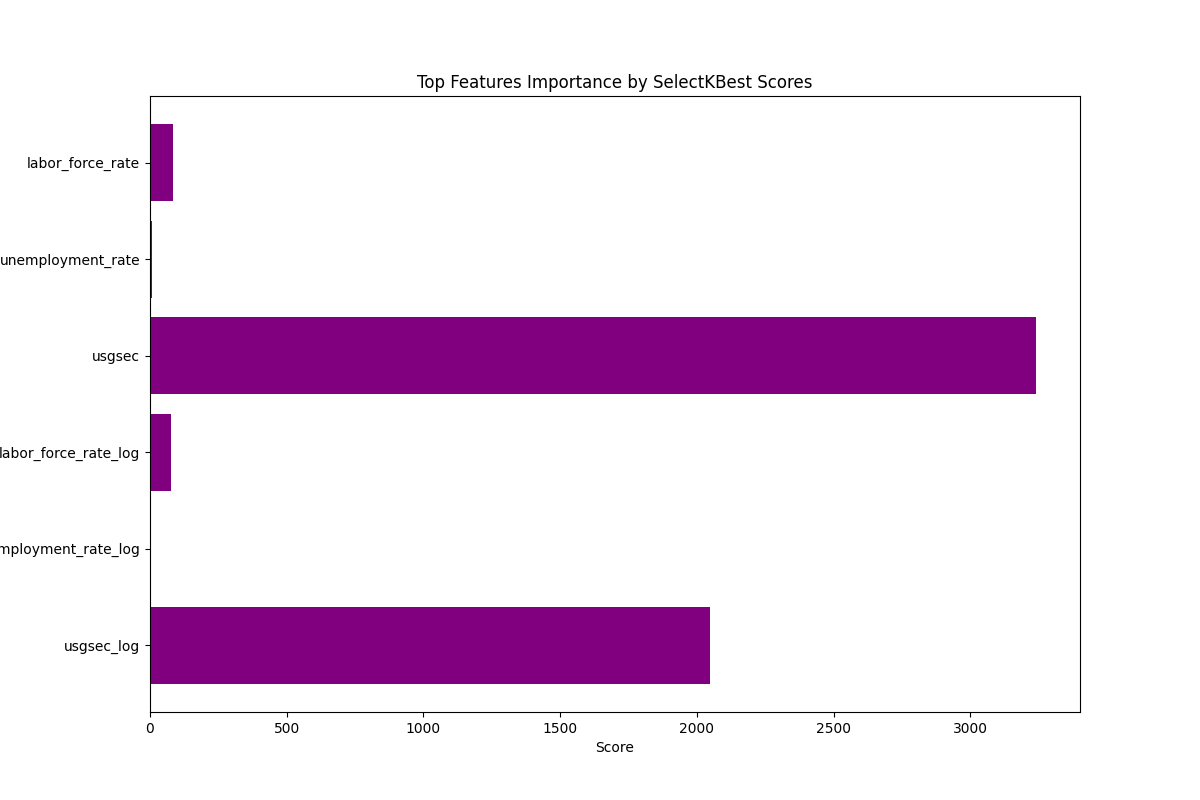 Top Features Importance by SelectKBest Scores
labor_force_rate
unemployment_rate
usgsec
labor_force_rate_log
mployment_rate_log
usgsec_log
0 500 1000 1500 2000 2500 3000
Score